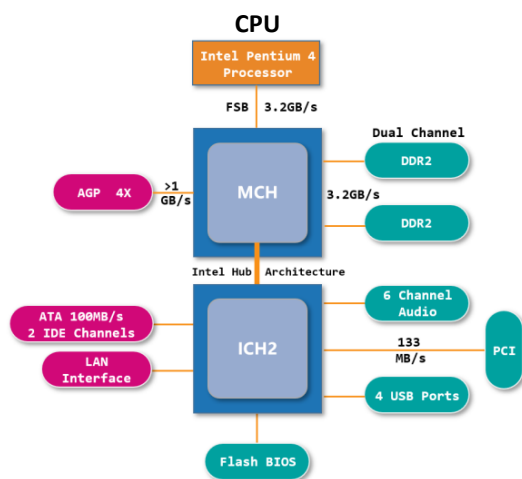 CPU
Intel Pentium 4
Processor
FSB 3.2GB/s
Dual Channel
DDR2
MCH
AGP 4X
>1
GB/s
3.2GB/s
DDR2
Intel Hub Architecture
6 Channel
Audio
ATA 100MB/s
2 IDE Channels
ICH2
133
MB/s
PCI
LAN
Interface
4 USB Ports
Flash BIOS